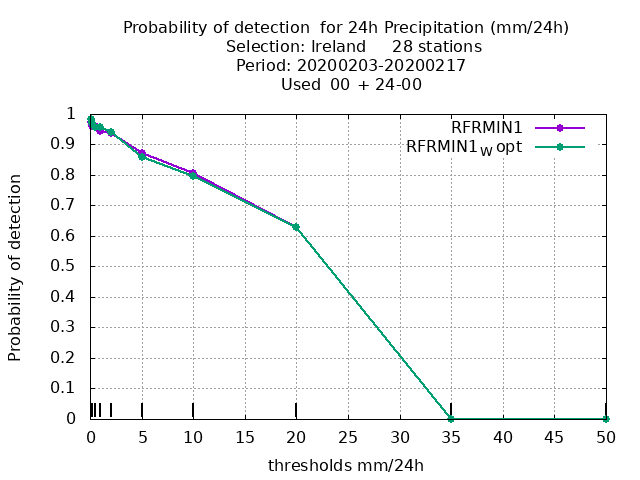 Probability of detection  for 24h Precipitation (mm/24h)
Selection: Ireland     28 stations
Period: 20200203-20200217
Used  00 + 24-00
RFRMIN1
RFRMIN1W opt
Probability of detection
1
0.9
0.8
0.7
0.6
0.5
0.4
0.3
0.2
0.1
0
0 5 10 15 20 25 30 35 40 45 50
thresholds mm/24h